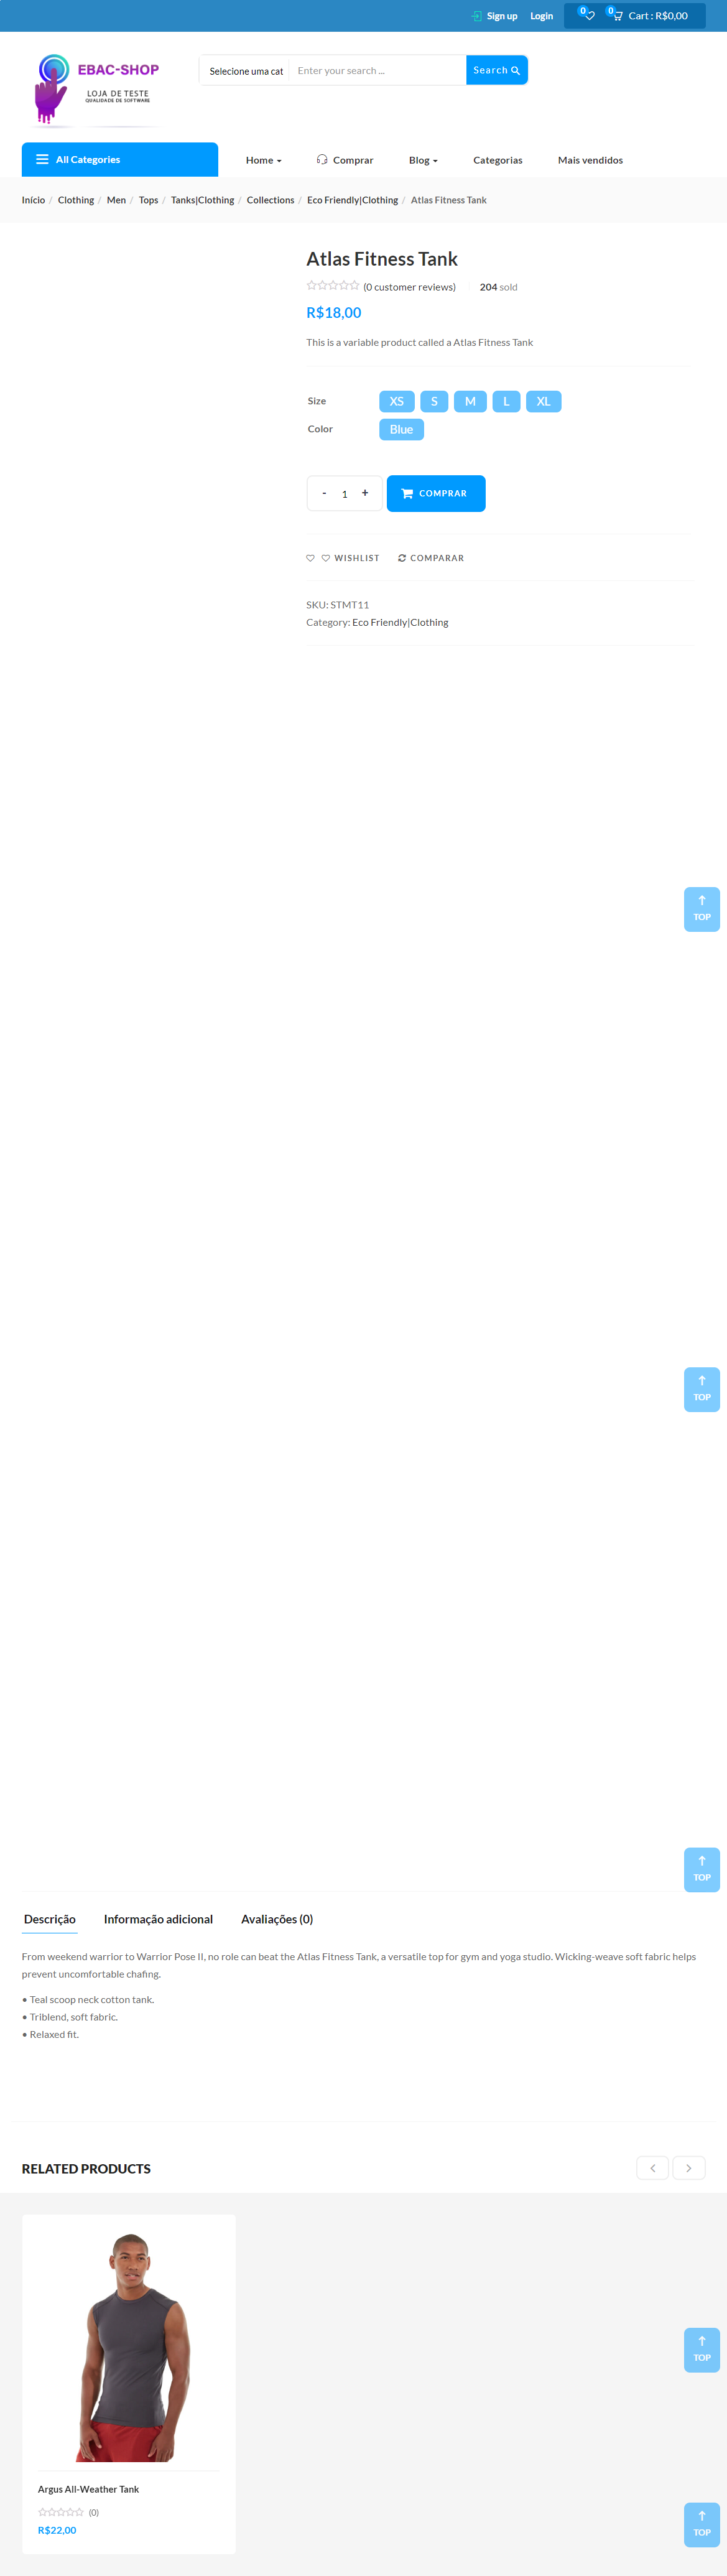 Sign up Login 0 0 Cart : R$0,00
EBAC-SHOP
LOJA DE TESTE
QUALIDADE DE SOFTWARE
Selecione uma cat Enter your search ... Search
All Categories Home Comprar Blog Categorias Mais vendidos
Início / Clothing / Men / Tops / Tanks|Clothing / Collections / Eco Friendly|Clothing / Atlas Fitness Tank
Atlas Fitness Tank
(0 customer reviews) 204 sold
R$18,00
This is a variable product called a Atlas Fitness Tank
Size XS S M L XL
Color Blue
- 1 + COMPRAR
WISHLIST COMPARAR
SKU: STMT11
Category: Eco Friendly|Clothing
TOP
TOP
TOP
Descrição Informação adicional Avaliações (0)
From weekend warrior to Warrior Pose II, no role can beat the Atlas Fitness Tank, a versatile top for gym and yoga studio. Wicking-weave soft fabric helps
prevent uncomfortable chafing.
• Teal scoop neck cotton tank.
• Triblend, soft fabric.
• Relaxed fit.
RELATED PRODUCTS
TOP
Argus All-Weather Tank
(0)
R$22,00
TOP